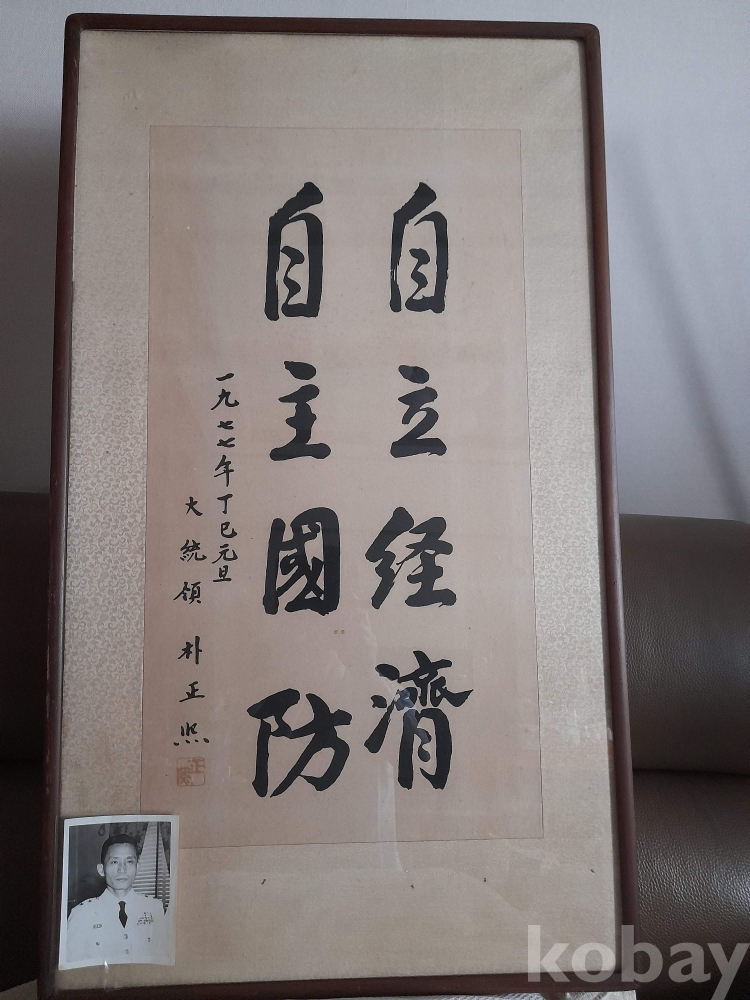 自立経濟
自主國防
一九七七年丁巳元旦
大統領 朴正熙
kobay